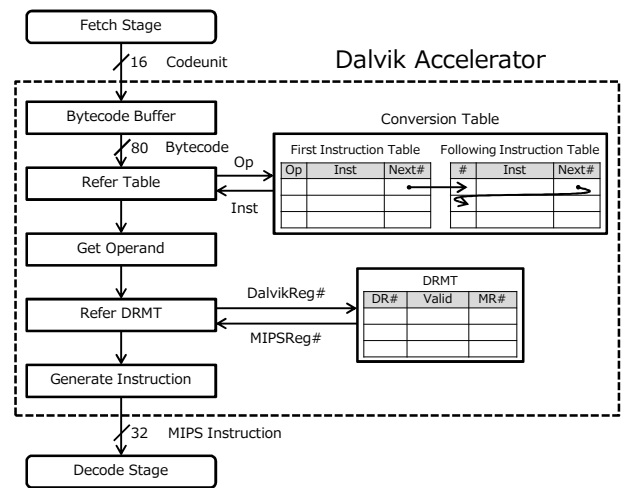 Fetch Stage
16 Codeunit
Dalvik Accelerator
Bytecode Buffer
80 Bytecode
Conversion Table
First Instruction Table
Following Instruction Table
Op Inst Next#
# Inst Next#
Op
Refer Table
Inst
Get Operand
DRMT
DR# Valid MR#
DalvikReg#
Refer DRMT
MIPSReg#
Generate Instruction
32 MIPS Instruction
Decode Stage